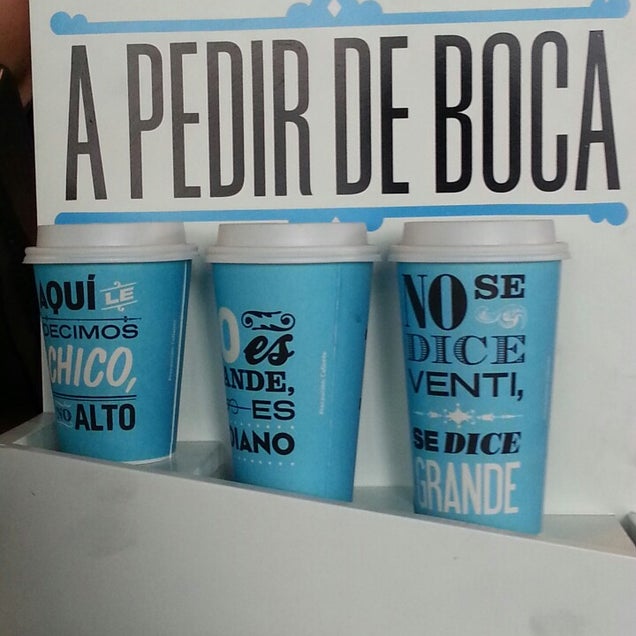 A PEDIR DE BOCA
AQUÍ LE
DECIMOS
CHICO,
NO ALTO
O es
ANDE,
ES
DIANO
NO SE
DICE
VENTI,
SE DICE
GRANDE